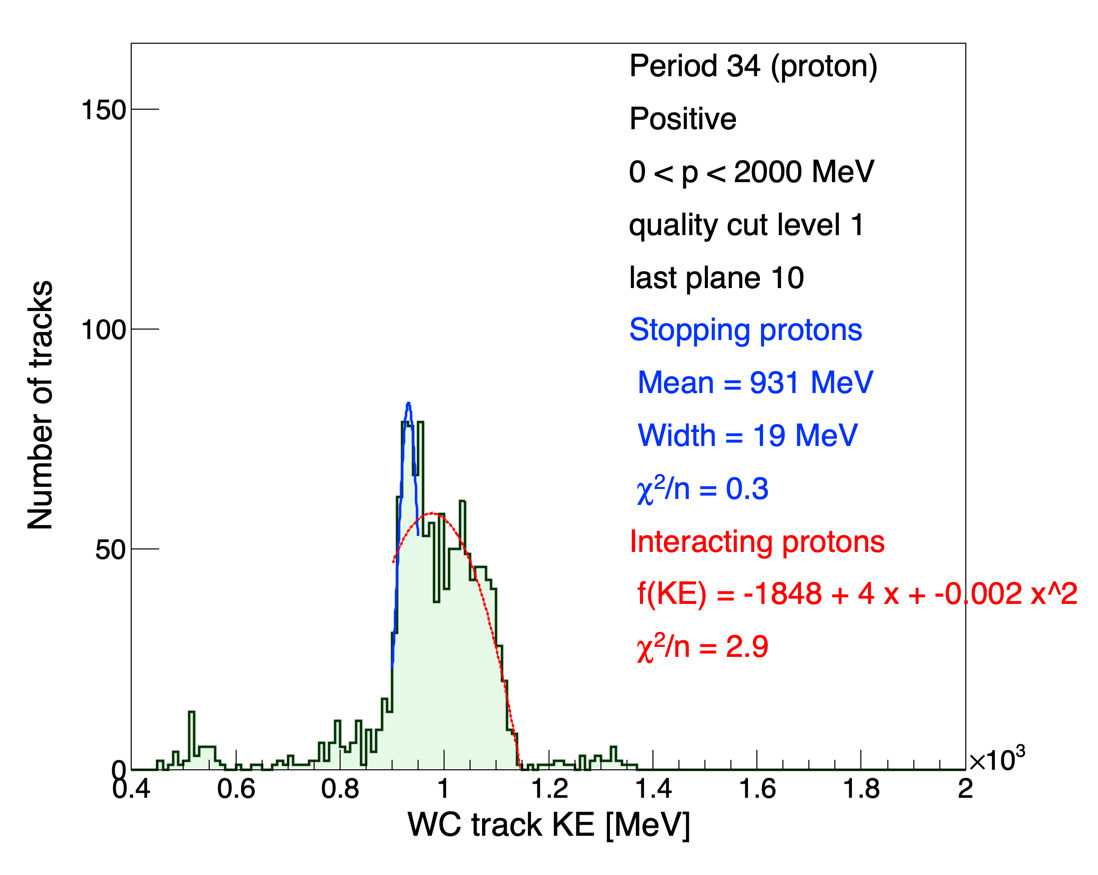 Period 34 (proton)
Positive
0 < p < 2000 MeV
quality cut level 1
last plane 10
Stopping protons
Mean = 931 MeV
Width = 19 MeV
χ²/n = 0.3
Interacting protons
f(KE) = -1848 + 4 x + -0.002 x^2
χ²/n = 2.9
Number of tracks
150
100
50
0
0.4 0.6 0.8 1 1.2 1.4 1.6 1.8 2
×10³
WC track KE [MeV]